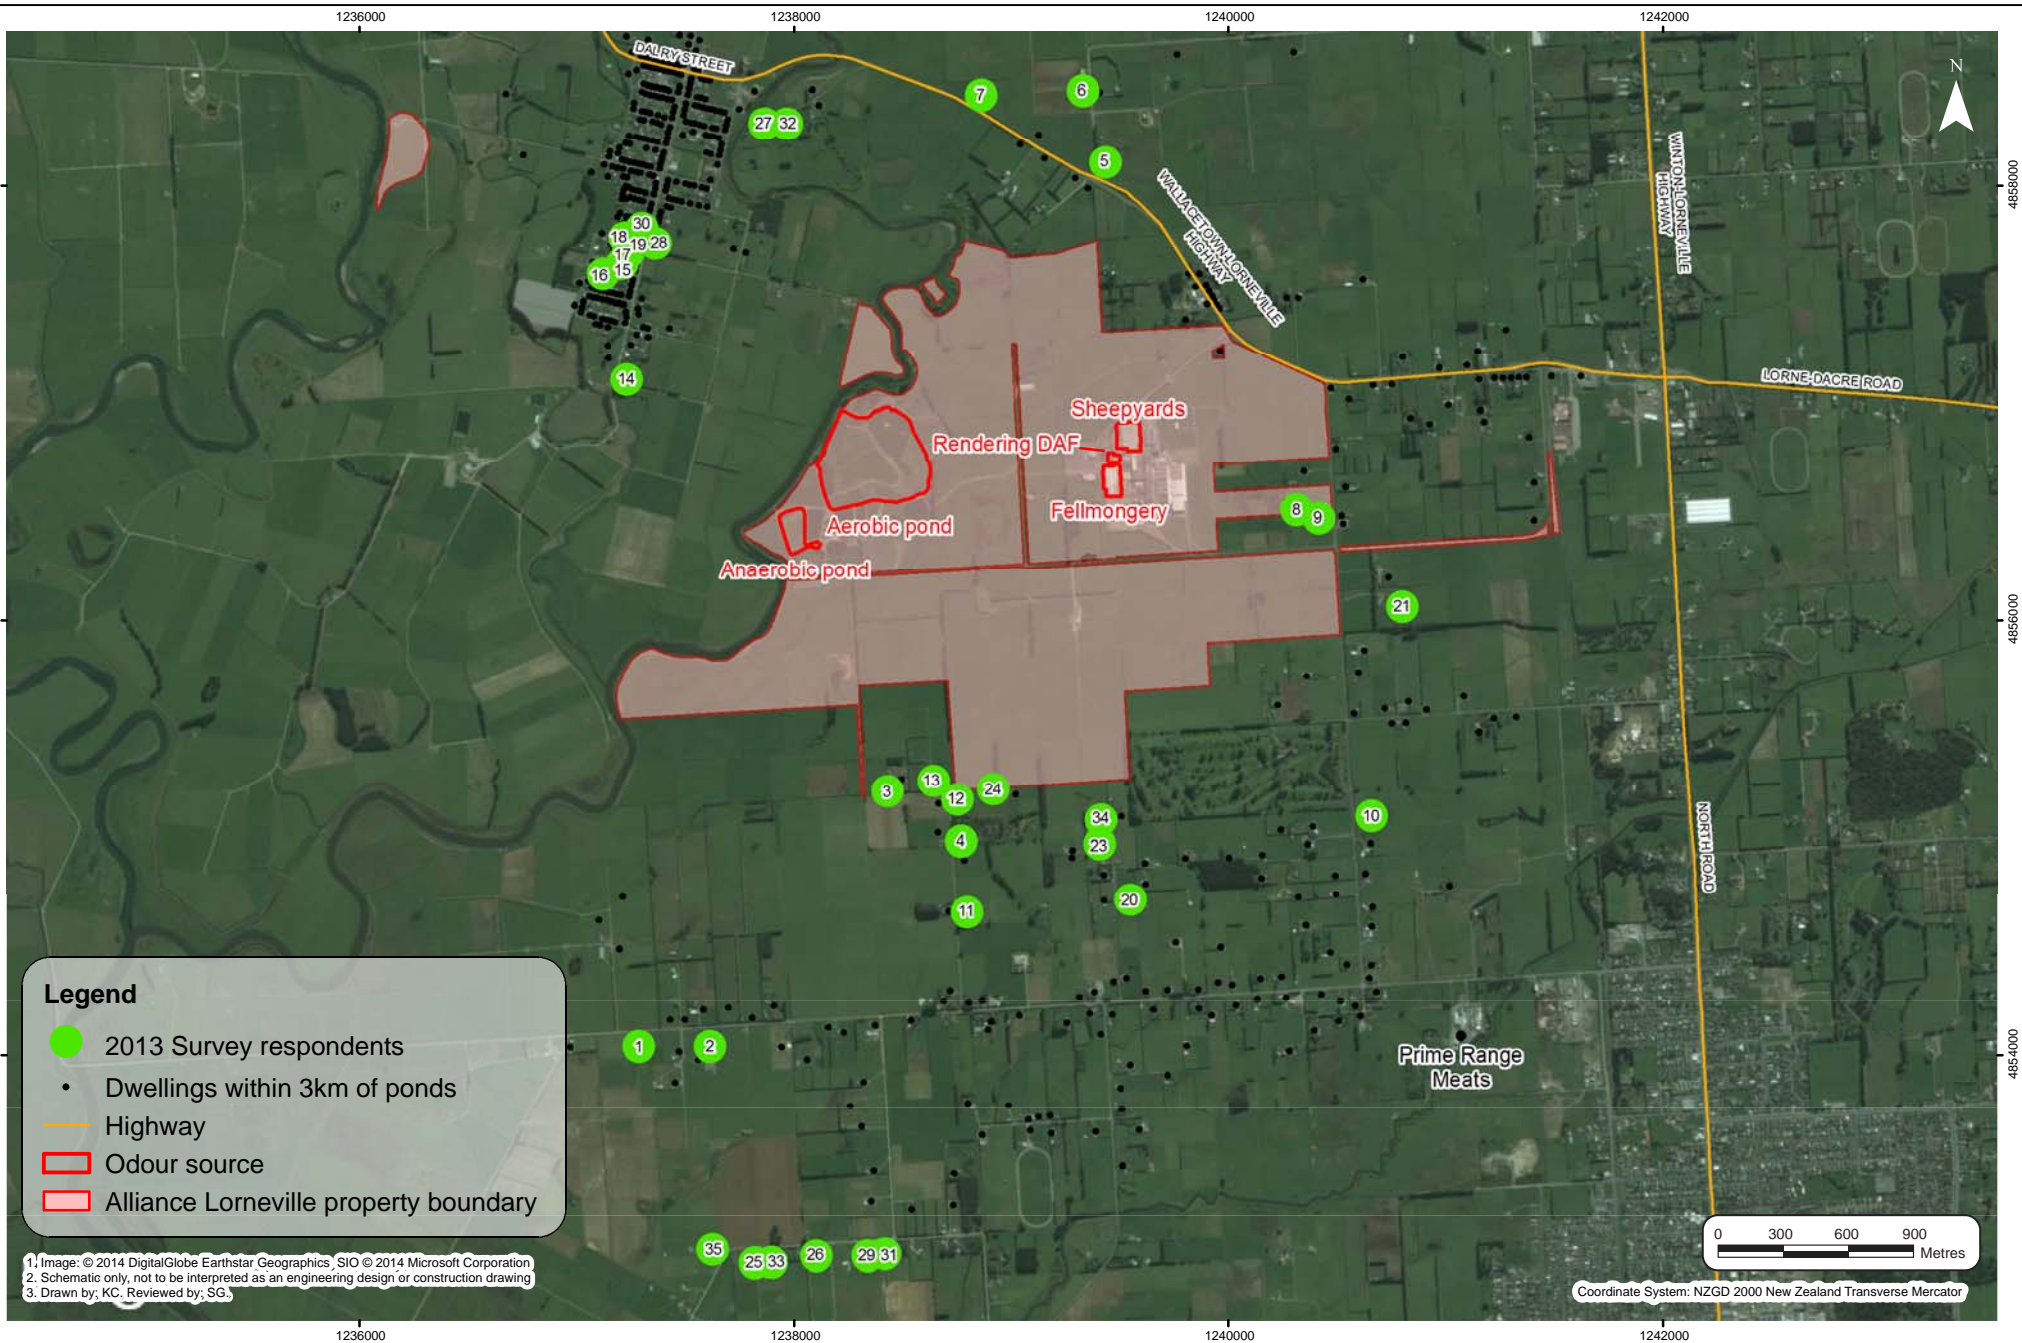 1236000
1238000
1240000
1242000
DALRY STREET
7
6
27
32
5
WALLACETOWN-LORNEVILLE
HIGHWAY
WINTON-LORNEVILLE
HIGHWAY
N
4858000
30
18
19
28
17
16
15
14
LORNE-DACRE ROAD
Sheepyards
Rendering DAF
Fellmongery
Aerobic pond
Anaerobic pond
8
9
21
4856000
3
13
12
24
34
10
4
23
11
20
NORTH ROAD
1
2
Prime Range
Meats
4854000
35
25
33
26
29
31
Legend
2013 Survey respondents
Dwellings within 3km of ponds
Highway
Odour source
Alliance Lorneville property boundary
1. Image: © 2014 DigitalGlobe Earthstar Geographics SIO © 2014 Microsoft Corporation
2. Schematic only, not to be interpreted as an engineering design or construction drawing
3. Drawn by; KC. Reviewed by; SG.
0 300 600 900
Metres
Coordinate System: NZGD 2000 New Zealand Transverse Mercator
1236000
1238000
1240000
1242000